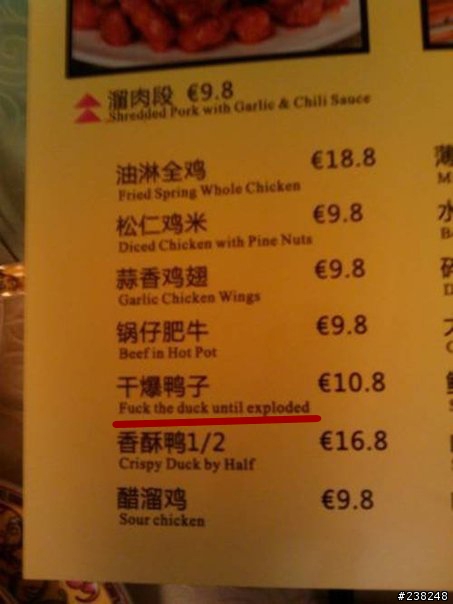 溜肉段 €9.8
Shredded Pork with Garlic & Chili Sauce
油淋全鸡 €18.8
Fried Spring Whole Chicken
松仁鸡米 €9.8
Diced Chicken with Pine Nuts
蒜香鸡翅 €9.8
Garlic Chicken Wings
锅仔肥牛 €9.8
Beef in Hot Pot
干爆鸭子 €10.8
Fuck the duck until exploded
香酥鸭1/2 €16.8
Crispy Duck by Half
醋溜鸡 €9.8
Sour chicken
薄
M
水
D
#238248